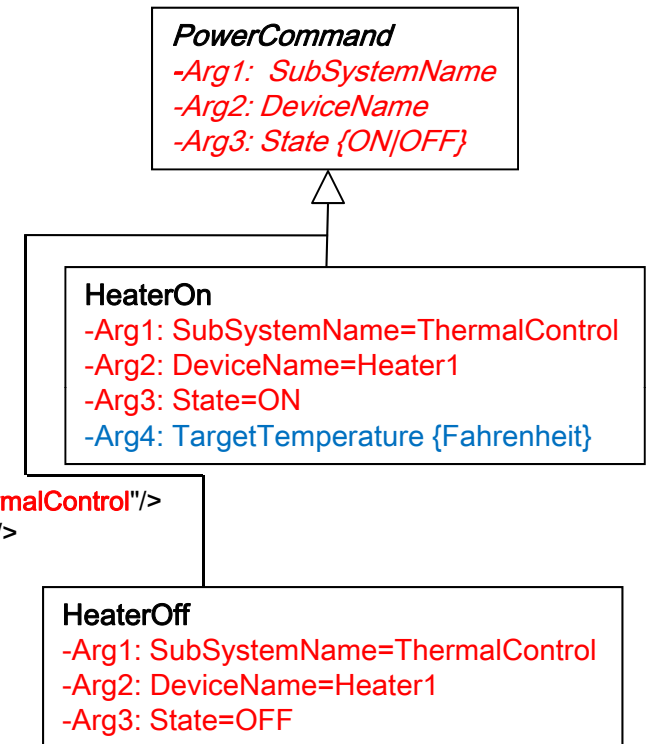 PowerCommand
-Arg1: SubSystemName
-Arg2: DeviceName
-Arg3: State {ON|OFF}
HeaterOn
-Arg1: SubSystemName=ThermalControl
-Arg2: DeviceName=Heater1
-Arg3: State=ON
-Arg4: TargetTemperature {Fahrenheit}
malControl"/>
/>
HeaterOff
-Arg1: SubSystemName=ThermalControl
-Arg2: DeviceName=Heater1
-Arg3: State=OFF